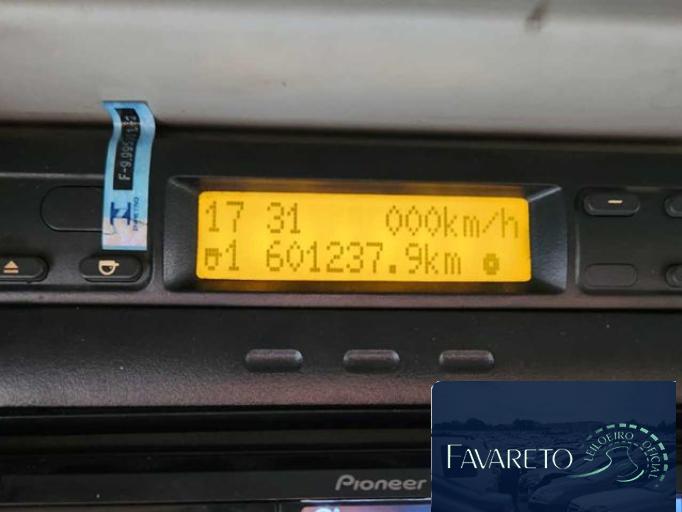 17 31 000km/h
1 601237.9km
Pioneer
FAVARETO
LEILOEIRO OFICIAL